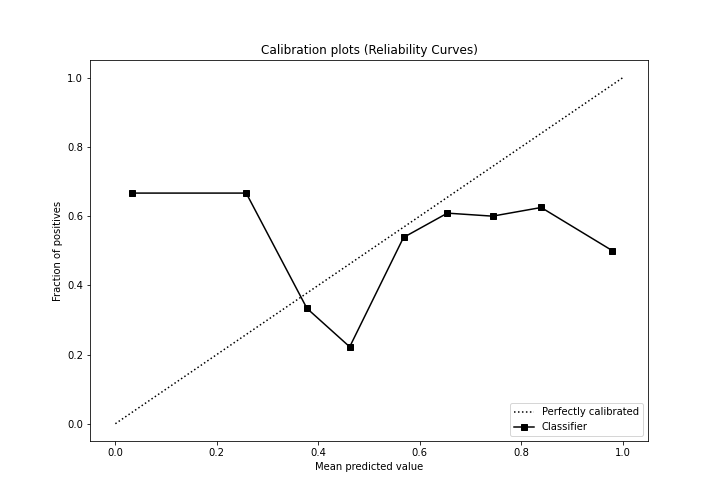 Calibration plots (Reliability Curves)
1.0
0.8
0.6
0.4
0.2
0.0
Fraction of positives
0.0 0.2 0.4 0.6 0.8 1.0
Mean predicted value
Perfectly calibrated
Classifier